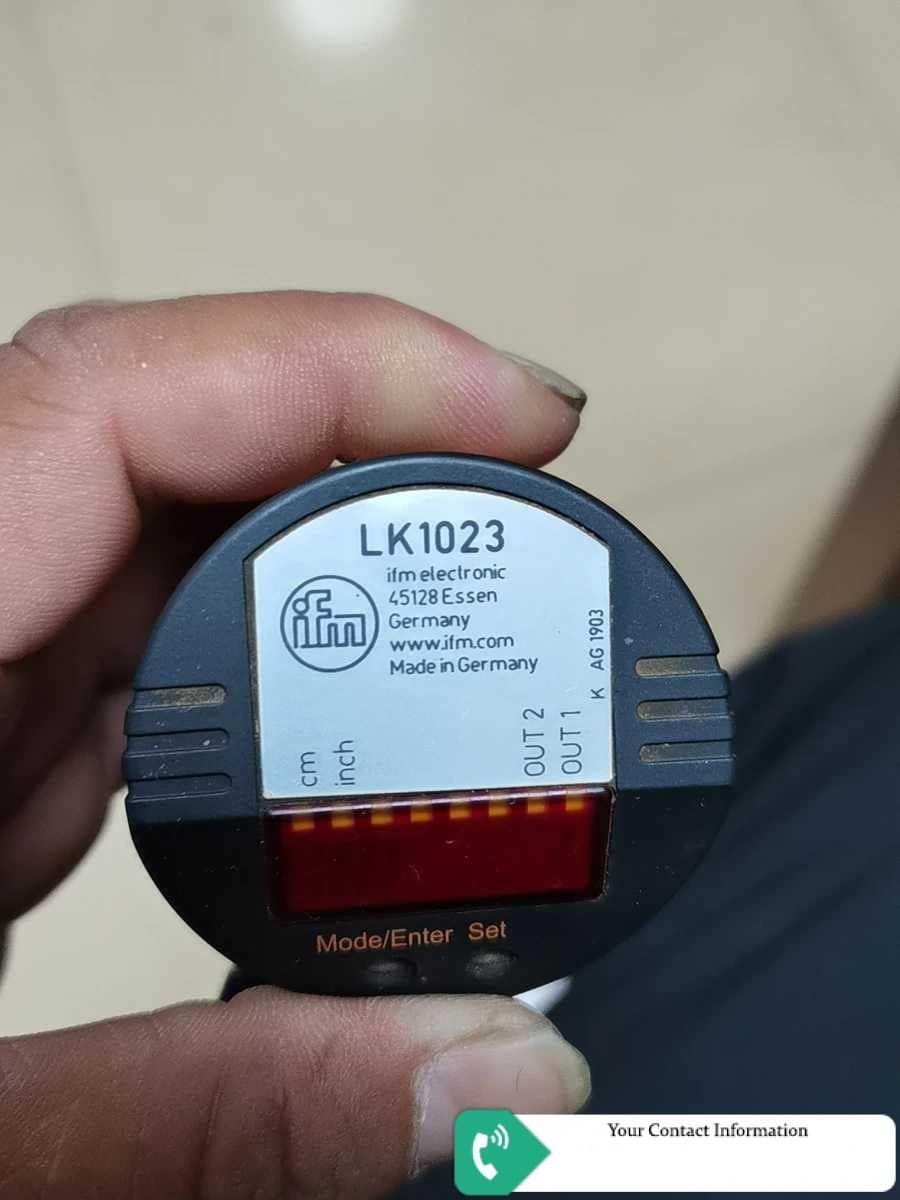 LK1023
ifm
ifm electronic
45128 Essen
Germany
www.ifm.com
Made in Germany
K AG 1903
cm
inch
OUT 2
OUT 1
Mode/Enter Set
Your Contact Information